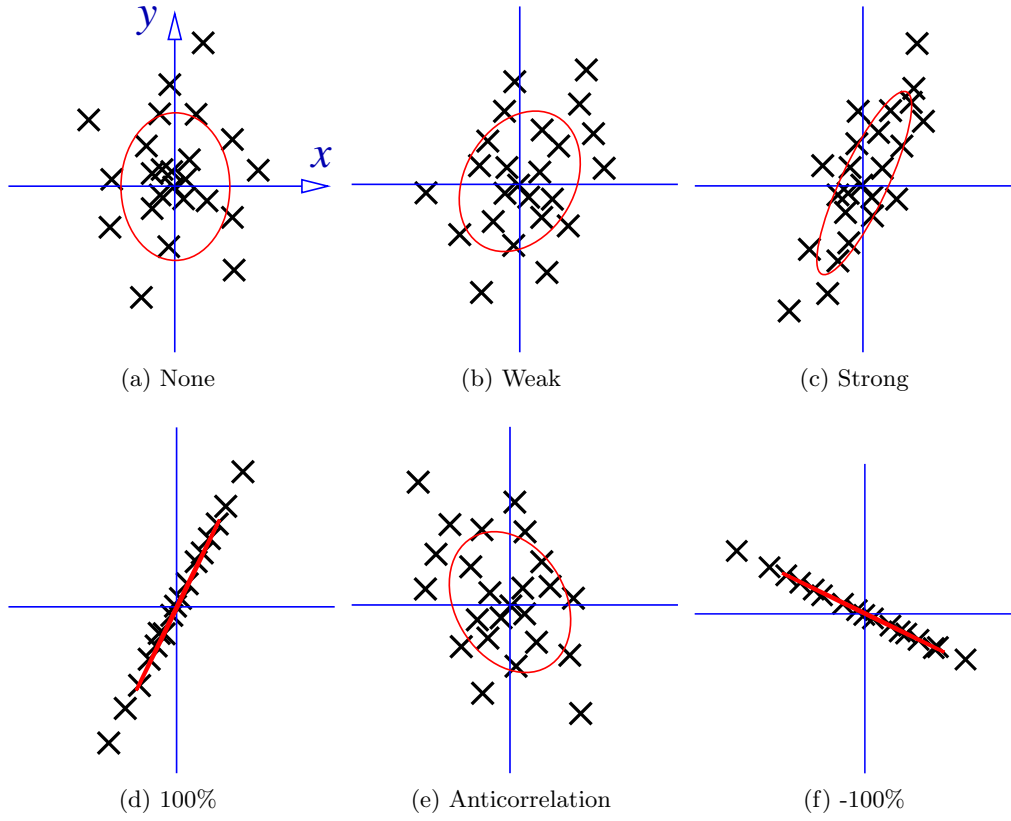 y
x
(a) None
(b) Weak
(c) Strong
(d) 100%
(e) Anticorrelation
(f) -100%